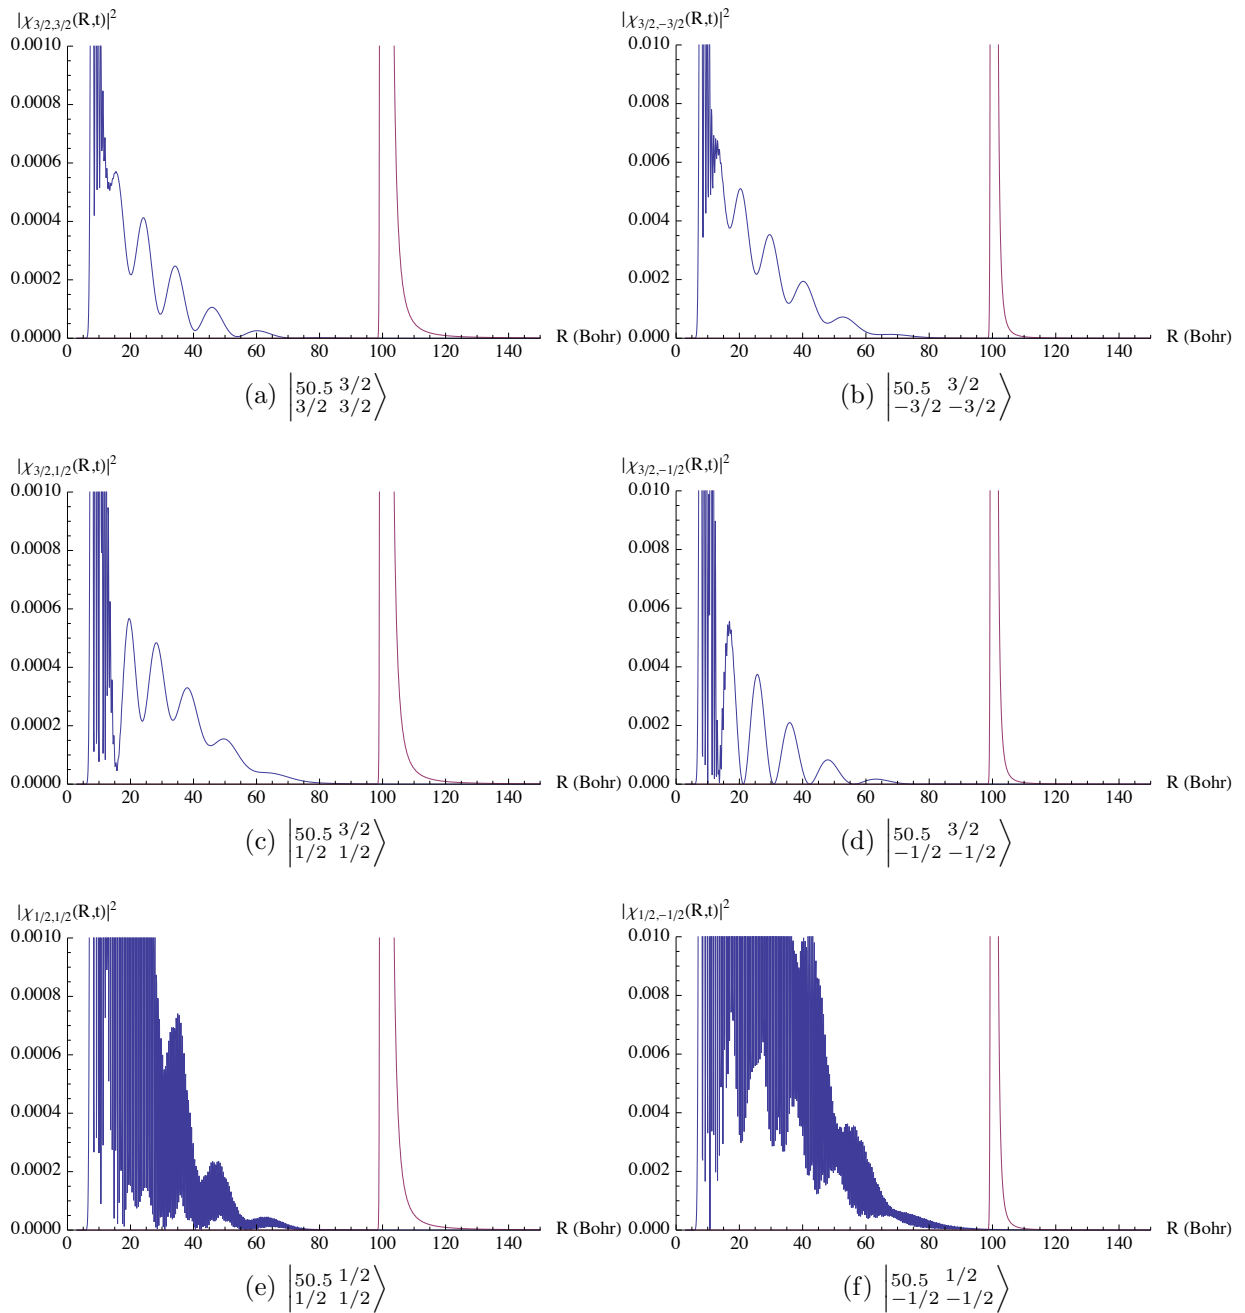 |χ3/2,3/2(R,t)|²
0.0010
0.0008
0.0006
0.0004
0.0002
0.0000
0 20 40 60 80 100 120 140 R (Bohr)
(a) |50.5 3/2
3/2 3/2⟩
|χ3/2,−3/2(R,t)|²
0.010
0.008
0.006
0.004
0.002
0.000
0 20 40 60 80 100 120 140 R (Bohr)
(b) |50.5 3/2
−3/2 −3/2⟩
|χ3/2,1/2(R,t)|²
0.0010
0.0008
0.0006
0.0004
0.0002
0.0000
0 20 40 60 80 100 120 140 R (Bohr)
(c) |50.5 3/2
1/2 1/2⟩
|χ3/2,−1/2(R,t)|²
0.010
0.008
0.006
0.004
0.002
0.000
0 20 40 60 80 100 120 140 R (Bohr)
(d) |50.5 3/2
−1/2 −1/2⟩
|χ1/2,1/2(R,t)|²
0.0010
0.0008
0.0006
0.0004
0.0002
0.0000
0 20 40 60 80 100 120 140 R (Bohr)
(e) |50.5 1/2
1/2 1/2⟩
|χ1/2,−1/2(R,t)|²
0.010
0.008
0.006
0.004
0.002
0.000
0 20 40 60 80 100 120 140 R (Bohr)
(f) |50.5 1/2
−1/2 −1/2⟩